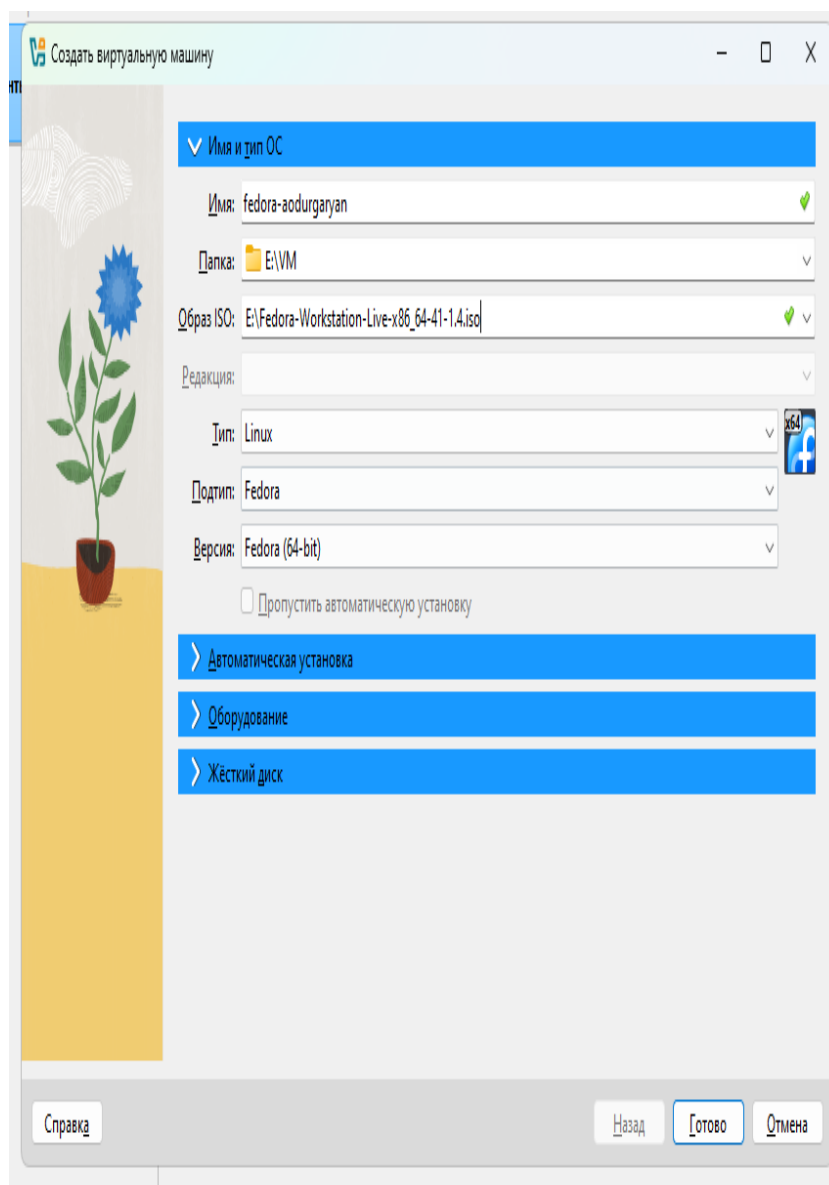 Создать виртуальную машину
Имя и тип ОС
Имя: fedora-aodurgaryan
Папка: E:\VM
Образ ISO: E:\Fedora-Workstation-Live-x86_64-41-1.4.iso
Редакция:
Тип: Linux
x64
Подтип: Fedora
Версия: Fedora (64-bit)
Пропустить автоматическую установку
Автоматическая установка
Оборудование
Жёсткий диск
Справка Назад Готово Отмена